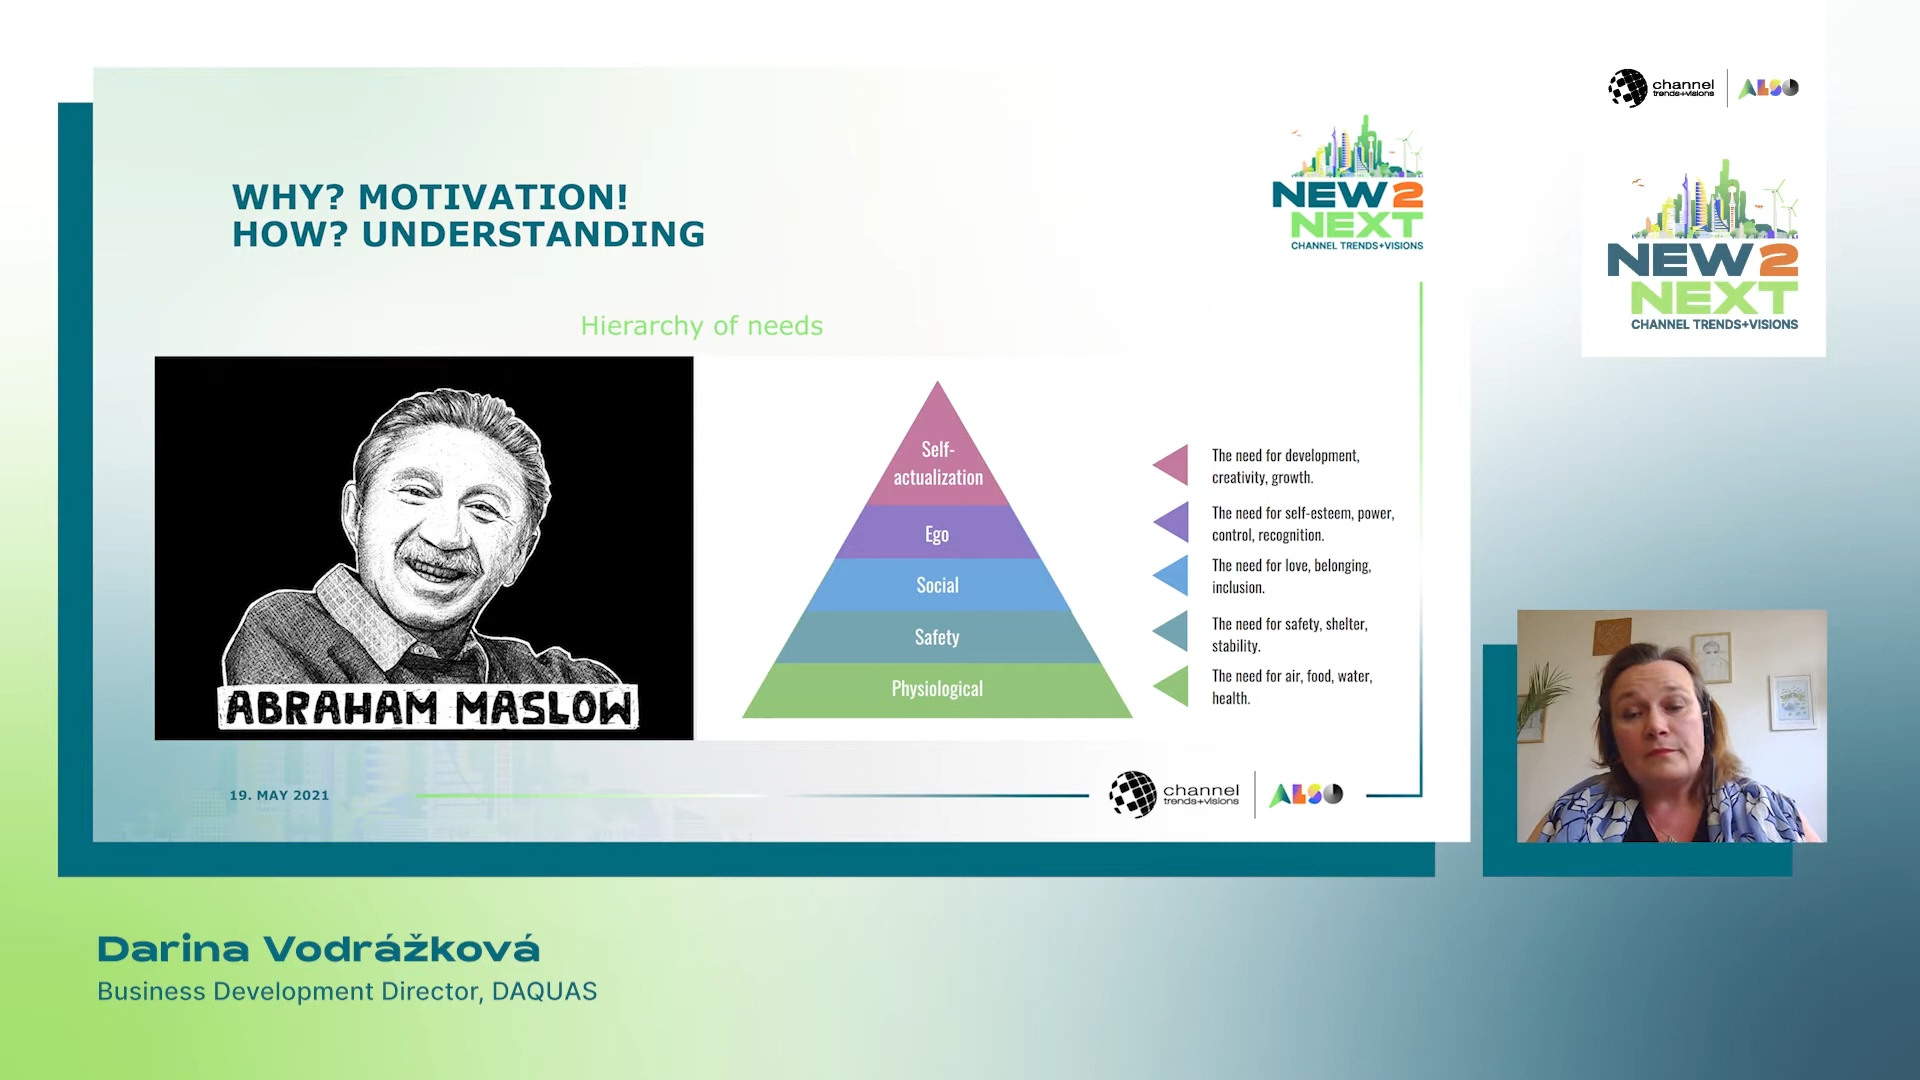 channel
trends+visions
ALSO
WHY? MOTIVATION!
HOW? UNDERSTANDING
NEW 2
NEXT
CHANNEL TRENDS+VISIONS
NEW 2
NEXT
CHANNEL TRENDS+VISIONS
Hierarchy of needs
ABRAHAM MASLOW
Self-
actualization
Ego
Social
Safety
Physiological
The need for development,
creativity, growth.
The need for self-esteem, power,
control, recognition.
The need for love, belonging,
inclusion.
The need for safety, shelter,
stability.
The need for air, food, water,
health.
19. MAY 2021
channel
trends+visions
ALSO
Darina Vodrážková
Business Development Director, DAQUAS